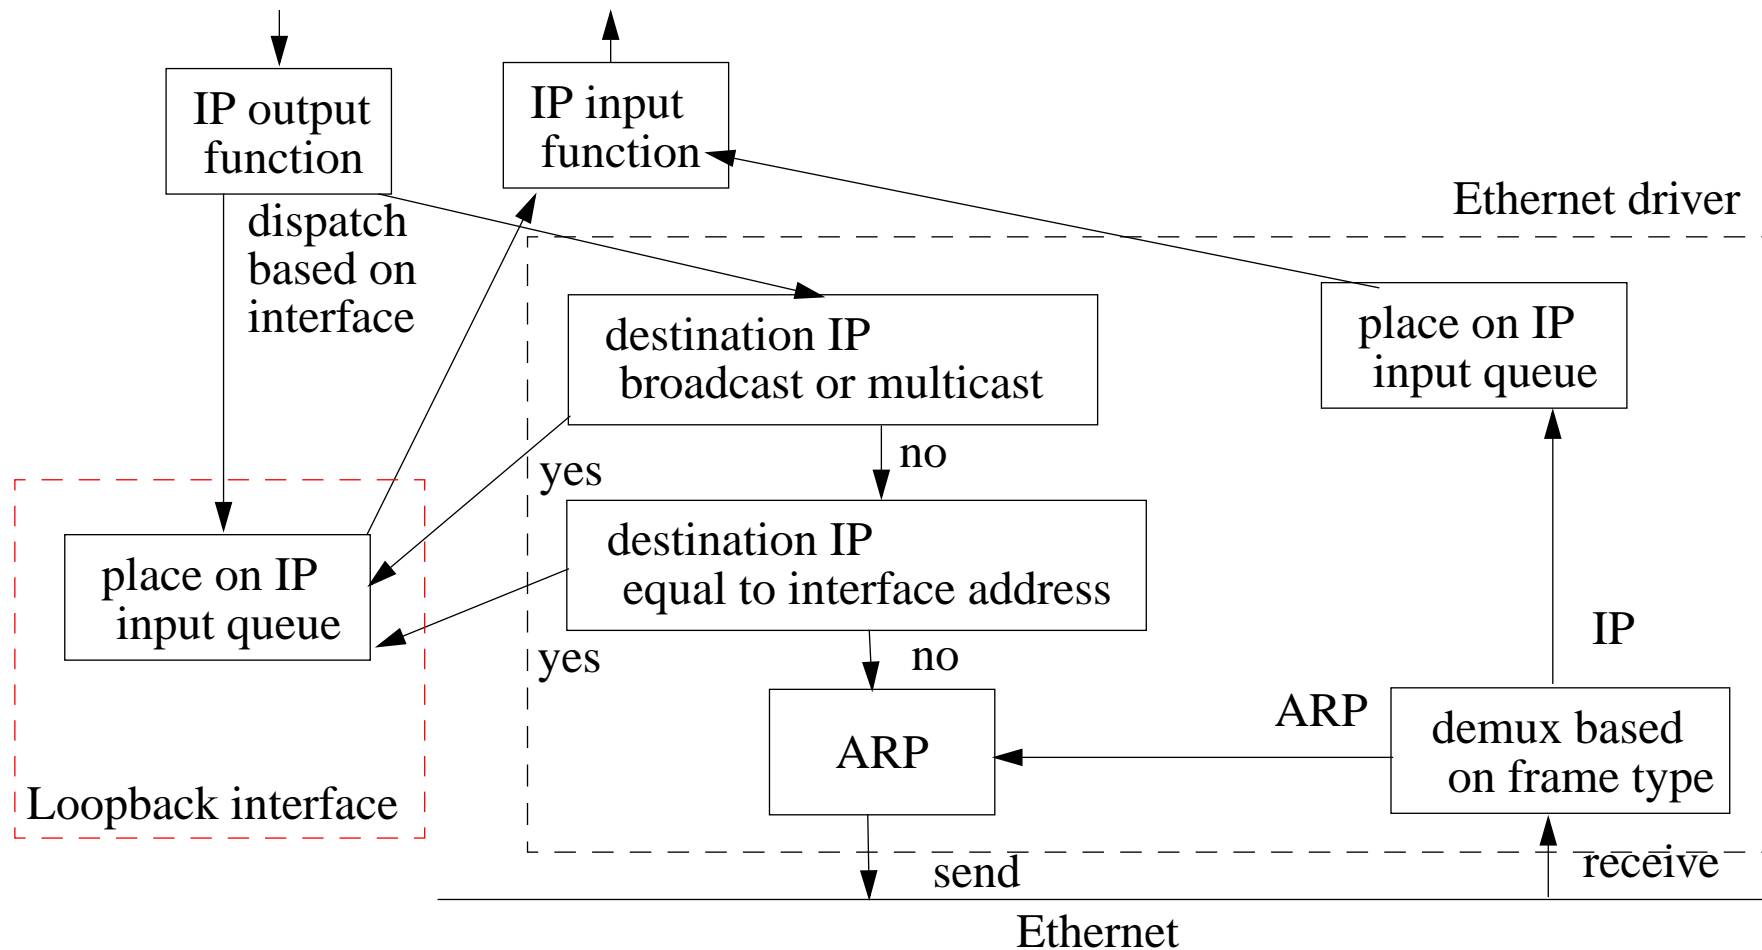 IP output
function
IP input
function
dispatch
based on
interface
Ethernet driver
destination IP
broadcast or multicast
place on IP
input queue
no
yes
destination IP
equal to interface address
place on IP
input queue
yes
no
IP
ARP
ARP
demux based
on frame type
Loopback interface
send
receive
Ethernet